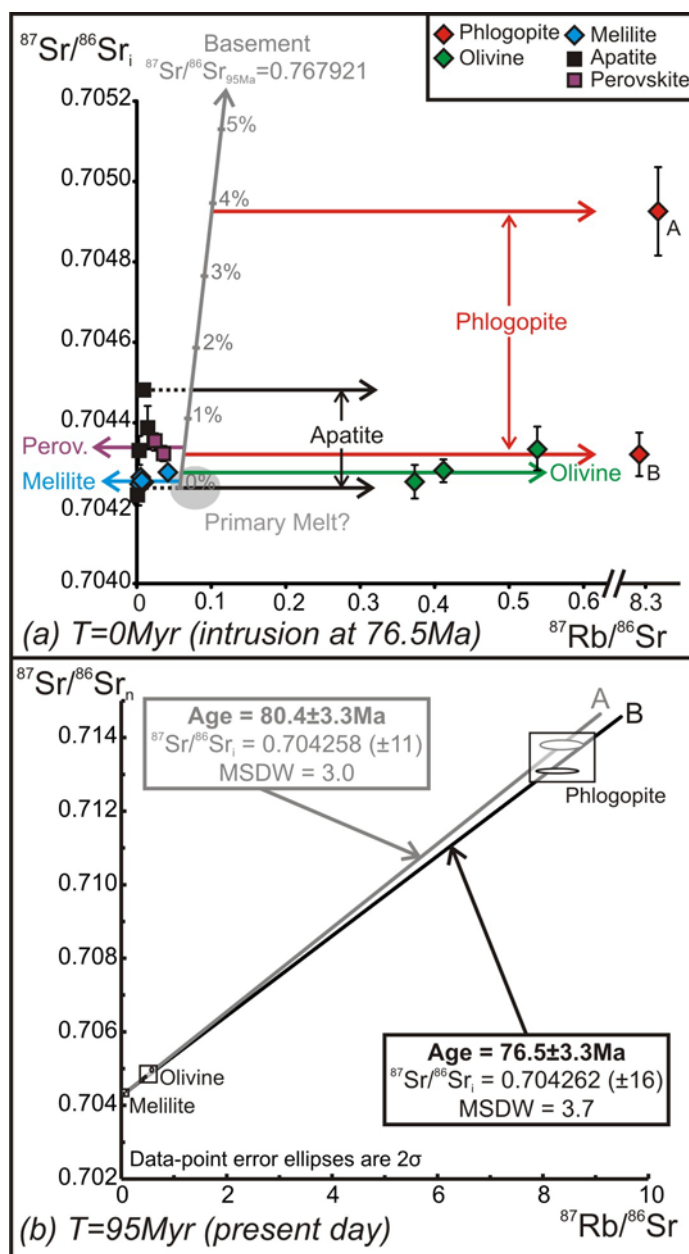 ⁸⁷Sr/⁸⁶Srᵢ
Phlogopite
Olivine
Melilite
Apatite
Perovskite
Basement
⁸⁷Sr/⁸⁶Sr₉₅Ma=0.767921
0.7052
0.7050
0.7048
0.7046
0.7044
0.7042
0.7040
5%
4%
3%
2%
1%
0%
A
Phlogopite
Apatite
Perov.
Melilite
Olivine
B
Primary Melt?
0
0.1
0.2
0.3
0.4
0.5
0.6
8.3
(a) T=0Myr (intrusion at 76.5Ma)
⁸⁷Rb/⁸⁶Sr
⁸⁷Sr/⁸⁶Srₙ
0.714
0.712
0.710
0.708
0.706
0.704
0.702
Age = 80.4±3.3Ma
⁸⁷Sr/⁸⁶Srᵢ = 0.704258 (±11)
MSDW = 3.0
A
B
Phlogopite
Olivine
Melilite
Age = 76.5±3.3Ma
⁸⁷Sr/⁸⁶Srᵢ = 0.704262 (±16)
MSDW = 3.7
Data-point error ellipses are 2σ
0
2
4
6
8
10
(b) T=95Myr (present day)
⁸⁷Rb/⁸⁶Sr